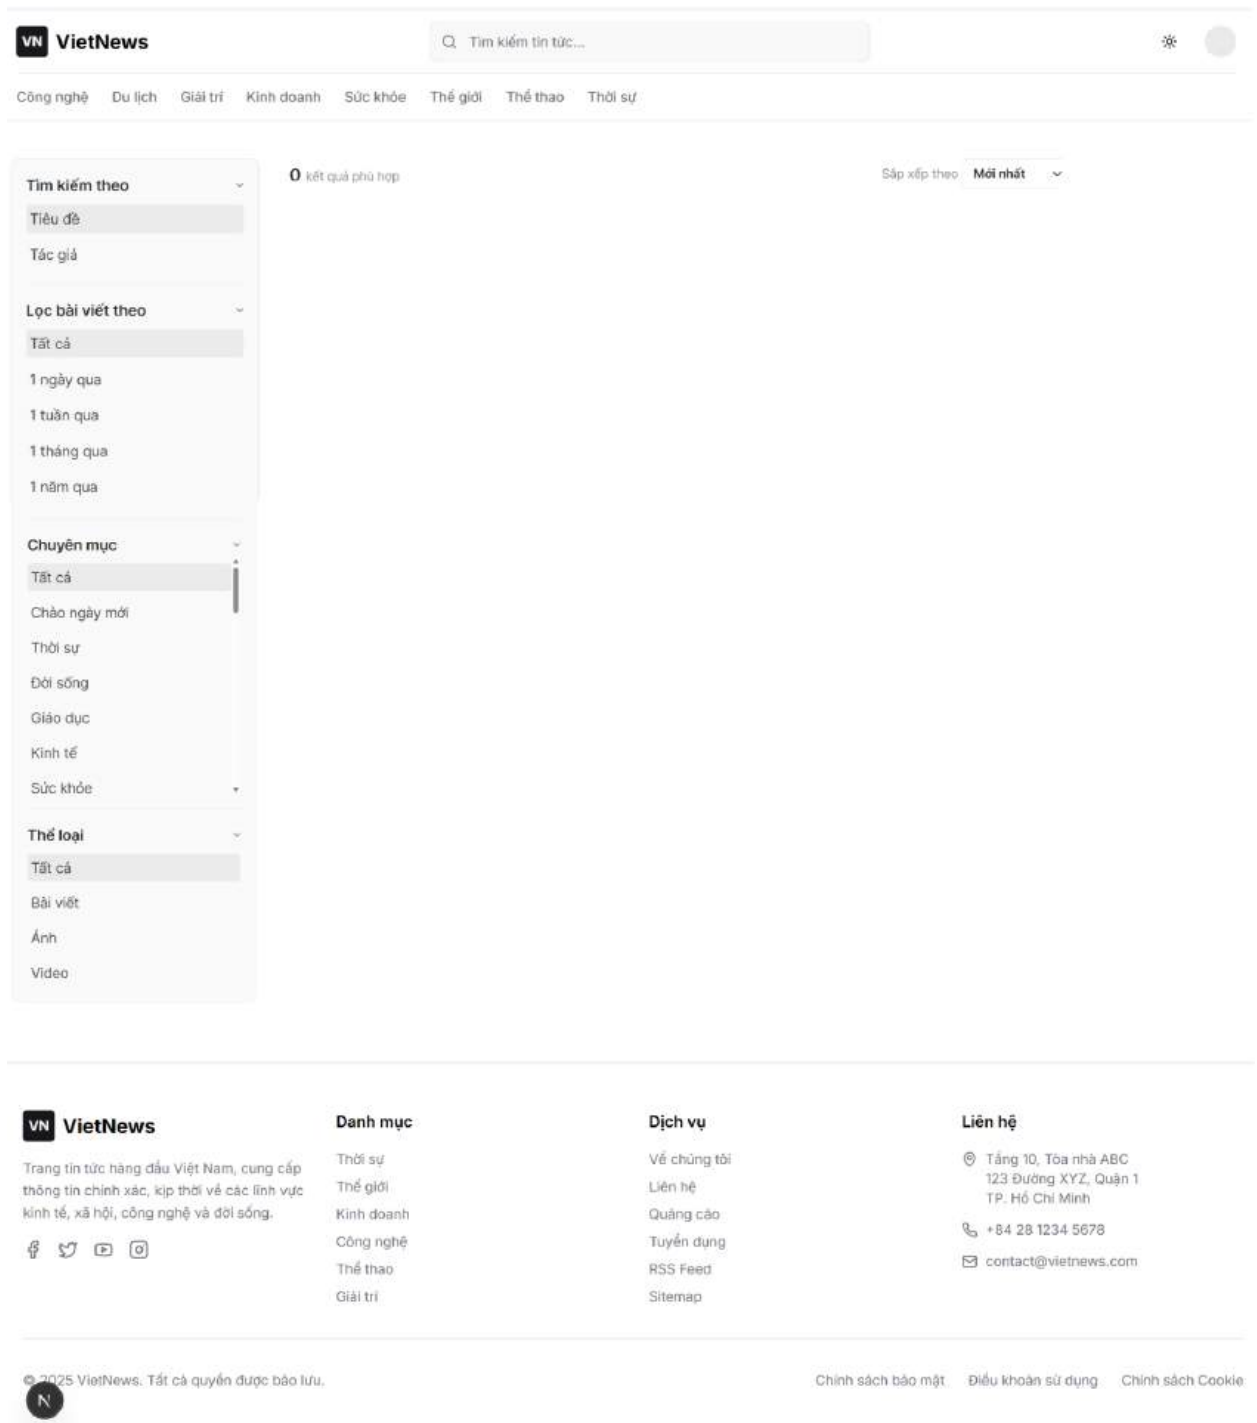 VN VietNews
Tìm kiếm tin tức...
Công nghệ Du lịch Giải trí Kinh doanh Sức khỏe Thế giới Thể thao Thời sự
Tìm kiếm theo
Tiêu đề
Tác giả
Lọc bài viết theo
Tất cả
1 ngày qua
1 tuần qua
1 tháng qua
1 năm qua
Chuyên mục
Tất cả
Chào ngày mới
Thời sự
Đời sống
Giáo dục
Kinh tế
Sức khỏe
Thể loại
Tất cả
Bài viết
Ảnh
Video
0 kết quả phù hợp
Sắp xếp theo Mới nhất
VN VietNews
Trang tin tức hàng đầu Việt Nam, cung cấp
thông tin chính xác, kịp thời về các lĩnh vực
kinh tế, xã hội, công nghệ và đời sống.
Danh mục
Thời sự
Thế giới
Kinh doanh
Công nghệ
Thể thao
Giải trí
Dịch vụ
Về chúng tôi
Liên hệ
Quảng cáo
Tuyển dụng
RSS Feed
Sitemap
Liên hệ
Tầng 10, Tòa nhà ABC
123 Đường XYZ, Quận 1
TP. Hồ Chí Minh
+84 28 1234 5678
contact@vietnews.com
© 2025 VietNews. Tất cả quyền được bảo lưu.
Chính sách bảo mật Điều khoản sử dụng Chính sách Cookie
N